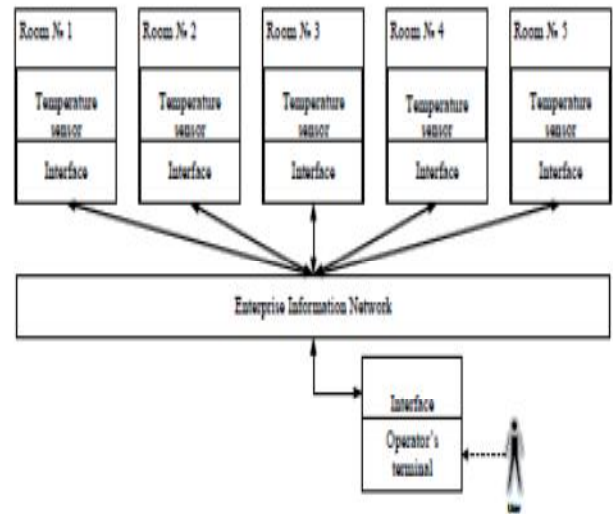 Room № 1
Room № 2
Room № 3
Room № 4
Room № 5
Temperature
sensor
Temperature
sensor
Temperature
sensor
Temperature
sensor
Temperature
sensor
Interface
Interface
Interface
Interface
Interface
Enterprise Information Network
Interface
Operator's
terminal